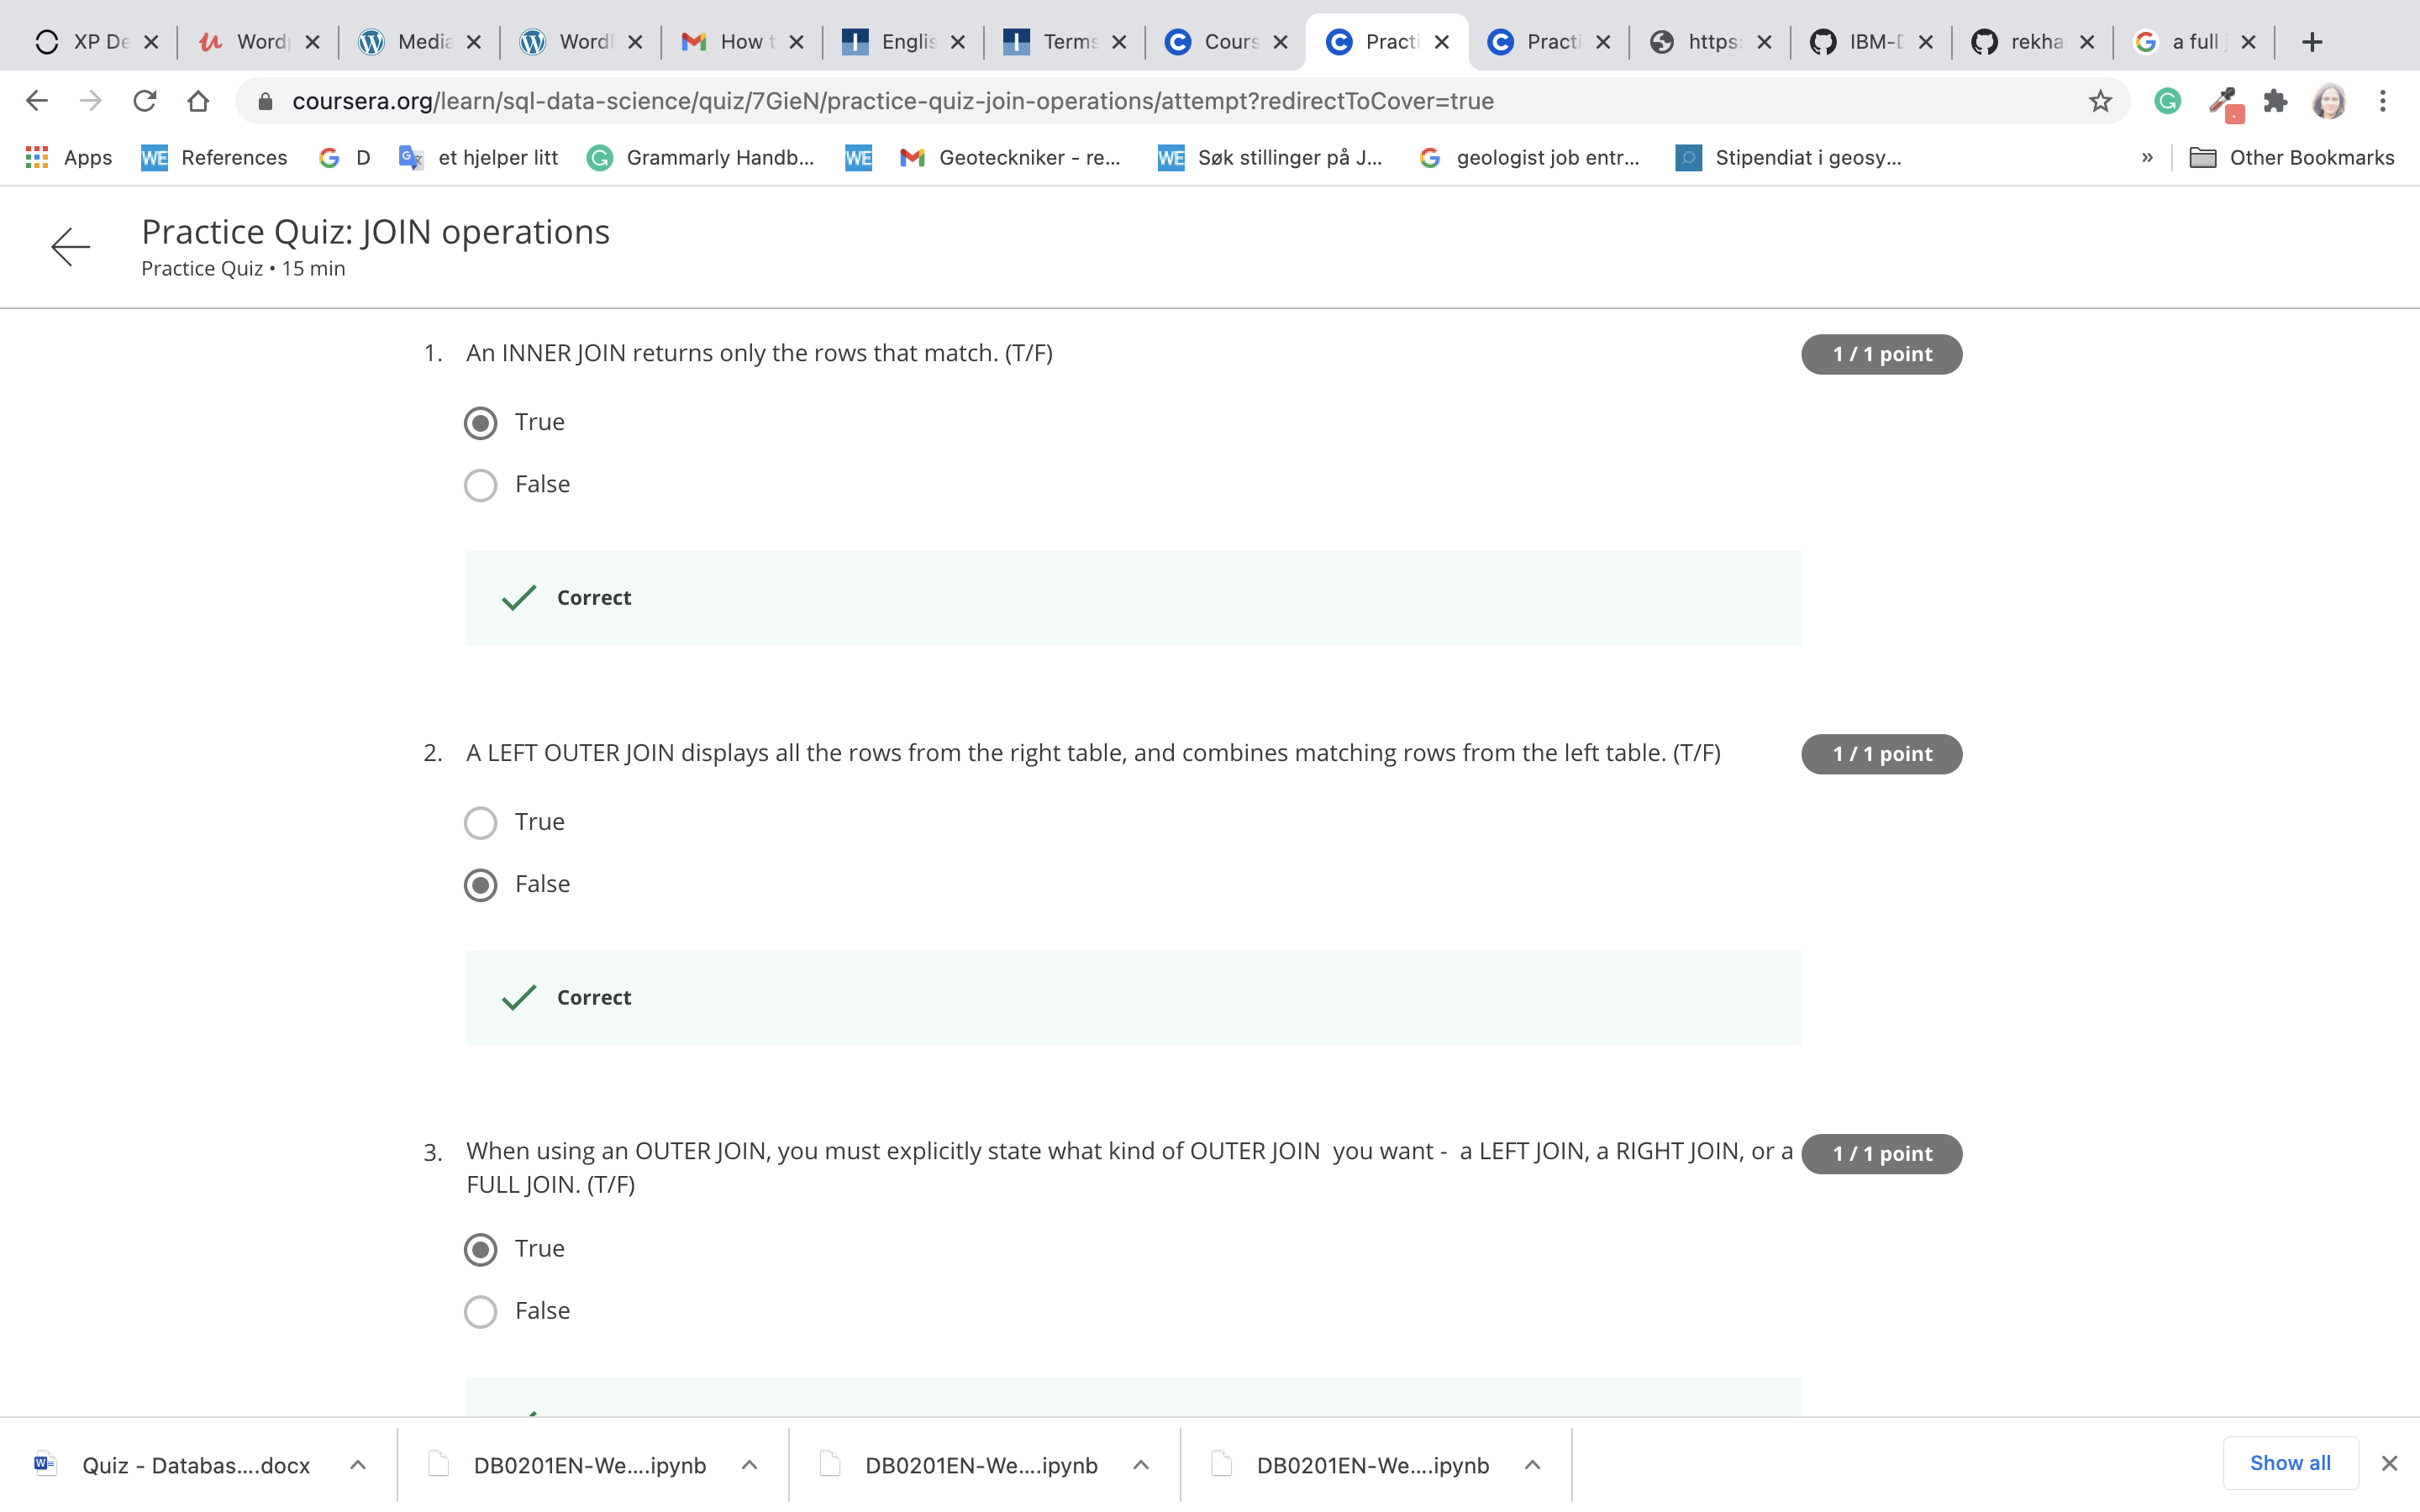 XP De
Word
Media
Word
How t
Englis
Terms
Cours
Practi
Practi
https:
IBM-D
rekha
a full
coursera.org/learn/sql-data-science/quiz/7GieN/practice-quiz-join-operations/attempt?redirectToCover=true
Apps
WE References
D
et hjelper litt
Grammarly Handb...
WE
Geoteckniker - re...
WE Søk stillinger på J...
geologist job entr...
Stipendiat i geosy...
»
Other Bookmarks
Practice Quiz: JOIN operations
Practice Quiz • 15 min
1. An INNER JOIN returns only the rows that match. (T/F)
1 / 1 point
True
False
Correct
2. A LEFT OUTER JOIN displays all the rows from the right table, and combines matching rows from the left table. (T/F)
1 / 1 point
True
False
Correct
3. When using an OUTER JOIN, you must explicitly state what kind of OUTER JOIN you want - a LEFT JOIN, a RIGHT JOIN, or a
FULL JOIN. (T/F)
1 / 1 point
True
False
Quiz - Databas....docx
DB0201EN-We....ipynb
DB0201EN-We....ipynb
DB0201EN-We....ipynb
Show all